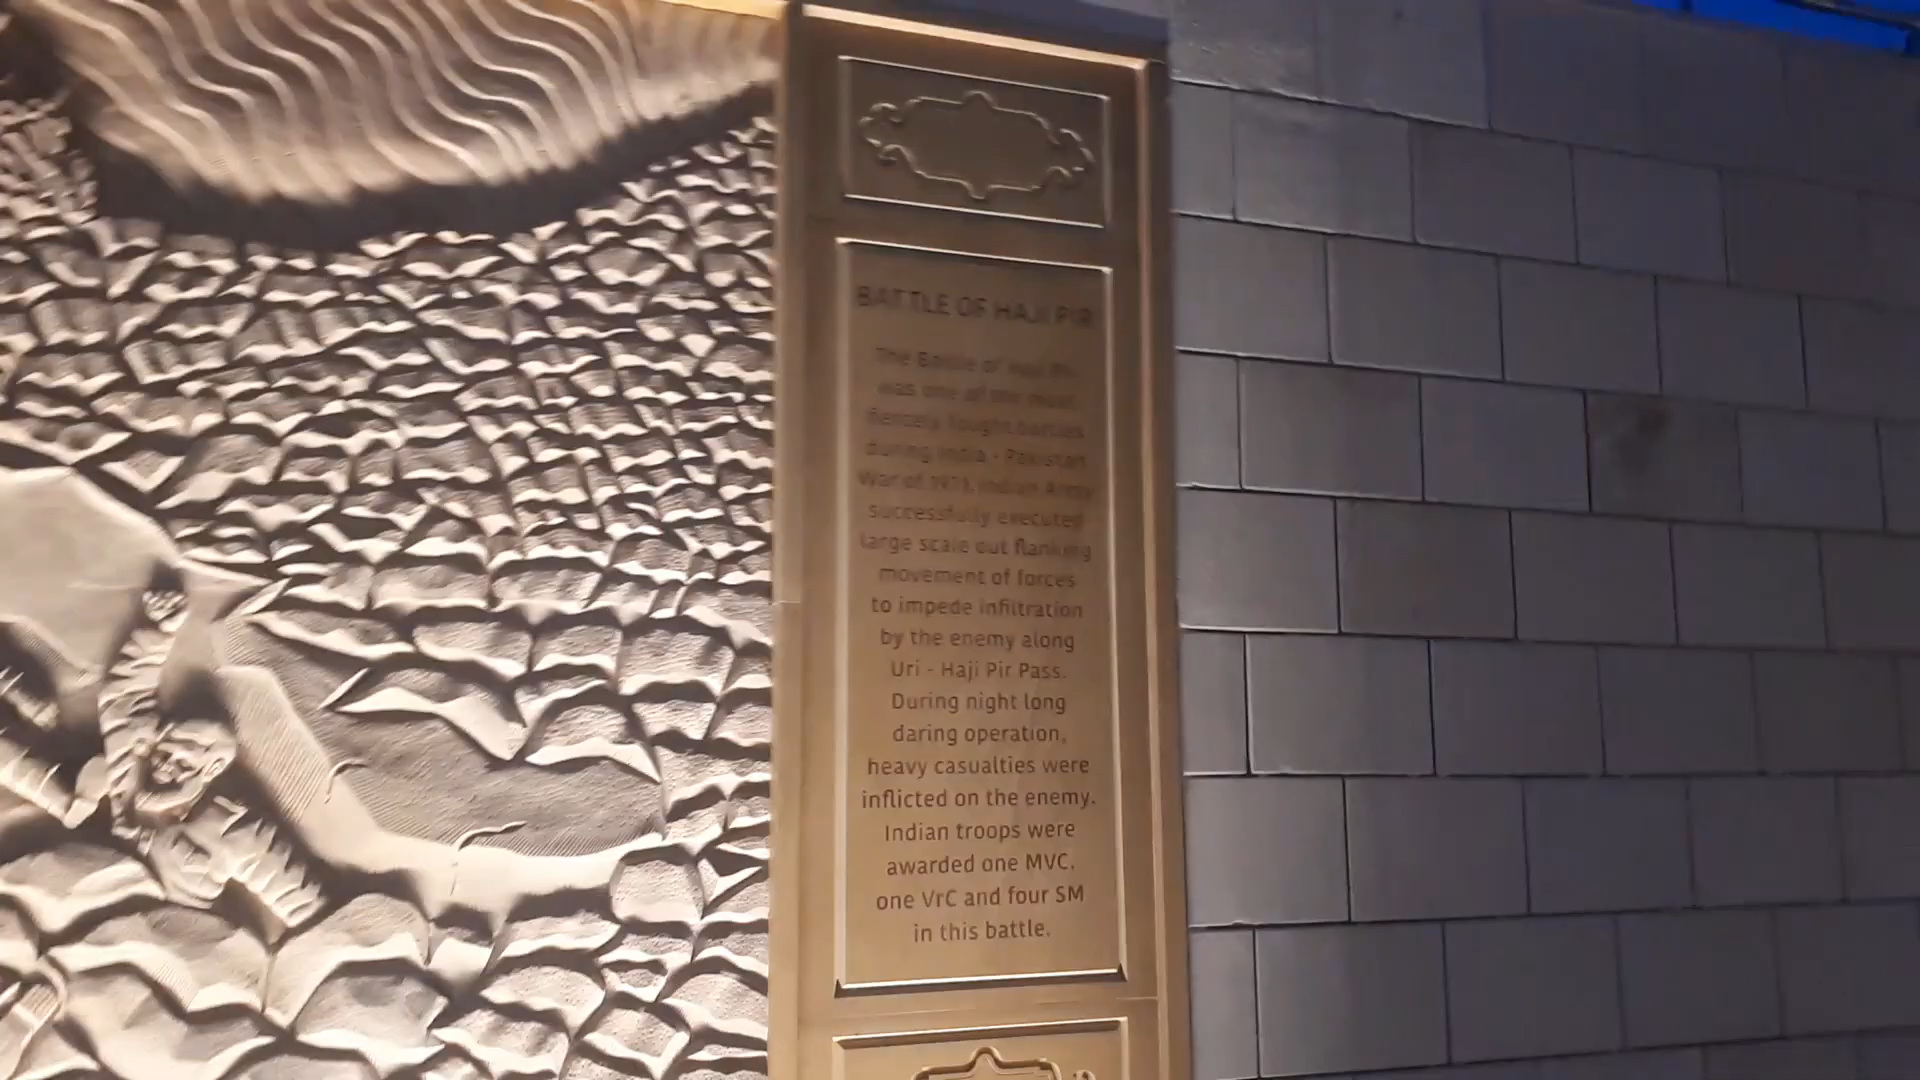 BATTLE OF HAJI PIR
The Battle of Haji Pir
was one of the most
fiercely fought battles
during India - Pakistan
War of 1971. Indian Army
successfully executed
large scale out flanking
movement of forces
to impede infiltration
by the enemy along
Uri - Haji Pir Pass.
During night long
daring operation,
heavy casualties were
inflicted on the enemy.
Indian troops were
awarded one MVC,
one VrC and four SM
in this battle.